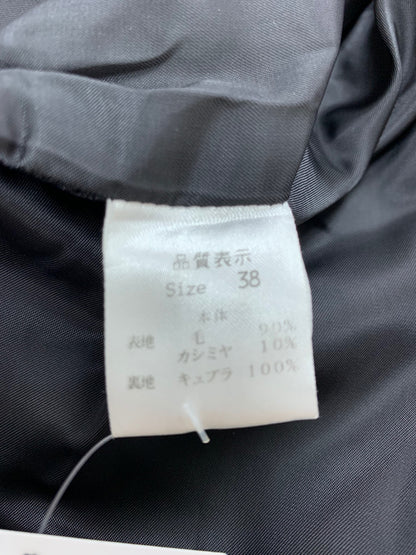 品質表示
Size 38
本体
表地 毛 90%
カシミヤ 10%
裏地 キュプラ 100%